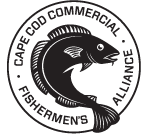 · CAPE COD COMMERCIAL ·
FISHERMEN'S ALLIANCE